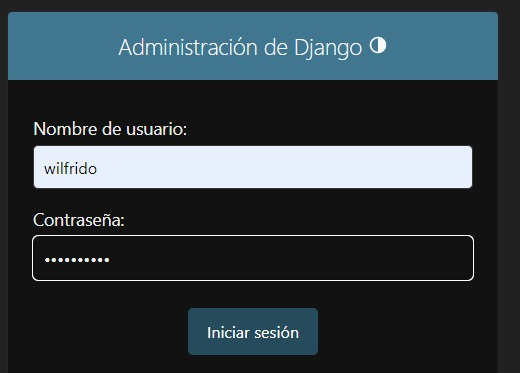 Administración de Django
Nombre de usuario:
wilfrido
Contraseña:
••••••••••
Iniciar sesión